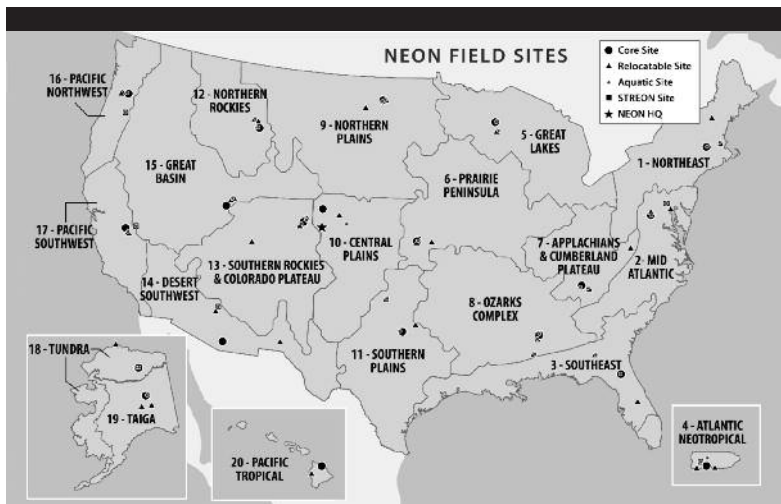 NEON FIELD SITES
Core Site
Relocatable Site
Aquatic Site
STREON Site
NEON HQ
16 - PACIFIC
NORTHWEST
12 - NORTHERN
ROCKIES
9 - NORTHERN
PLAINS
5 - GREAT
LAKES
1 - NORTHEAST
15 - GREAT
BASIN
6 - PRAIRIE
PENINSULA
17 - PACIFIC
SOUTHWEST
10 - CENTRAL
PLAINS
7 - APPLACHIANS
& CUMBERLAND
PLATEAU
2- MID
ATLANTIC
13 - SOUTHERN ROCKIES
& COLORADO PLATEAU
14 - DESERT
SOUTHWEST
8 - OZARKS
COMPLEX
11 - SOUTHERN
PLAINS
3 - SOUTHEAST
18 - TUNDRA
19 - TAIGA
20 - PACIFIC
TROPICAL
4 - ATLANTIC
NEOTROPICAL